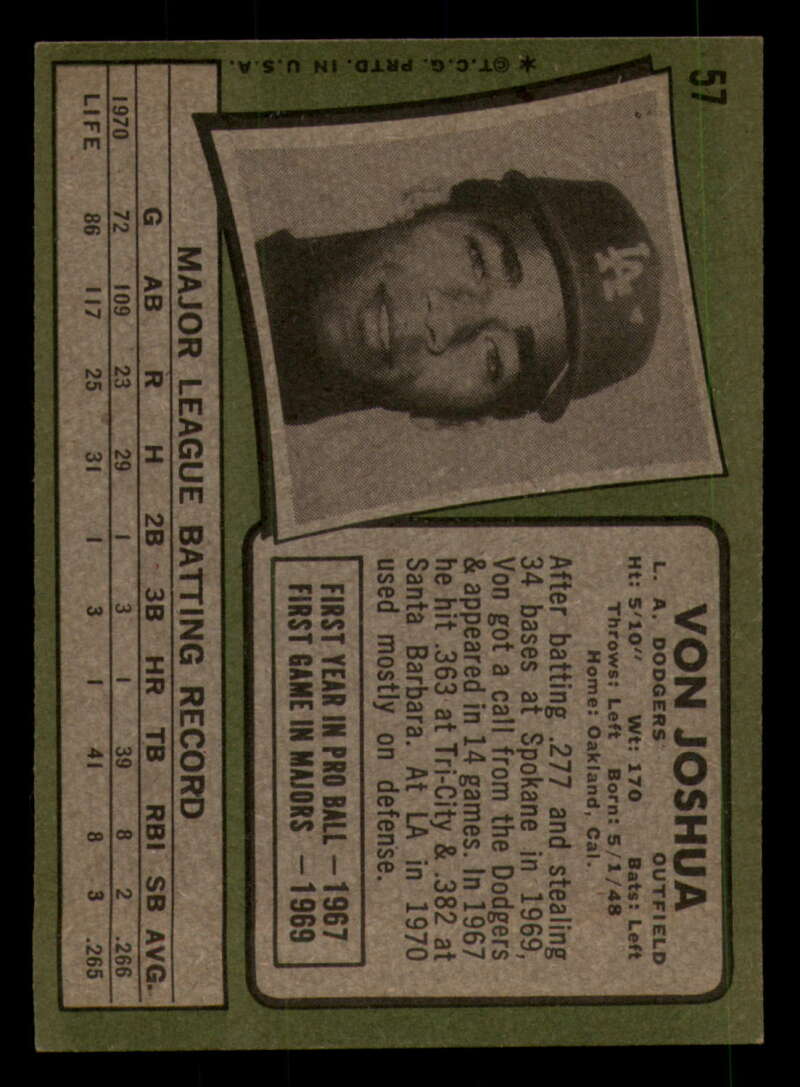 57
*©T.C.G. PRTD. IN U.S.A.
LA
VON JOSHUA
L. A. DODGERS OUTFIELD
Ht: 5/10" Wt: 170 Bats: Left
Throws: Left Born: 5/1/48
Home: Oakland, Cal.
After batting .277 and stealing
34 bases at Spokane in 1969,
Von got a call from the Dodgers
& appeared in 14 games. In 1967
he hit .363 at Tri-City & .382 at
Santa Barbara. At LA in 1970
used mostly on defense.
FIRST YEAR IN PRO BALL — 1967
FIRST GAME IN MAJORS — 1969
MAJOR LEAGUE BATTING RECORD
G AB R H 2B 3B HR TB RBI SB AVG.
1970 72 109 23 29 1 3 1 39 8 2 .266
LIFE 86 117 25 31 1 3 1 41 8 3 .265